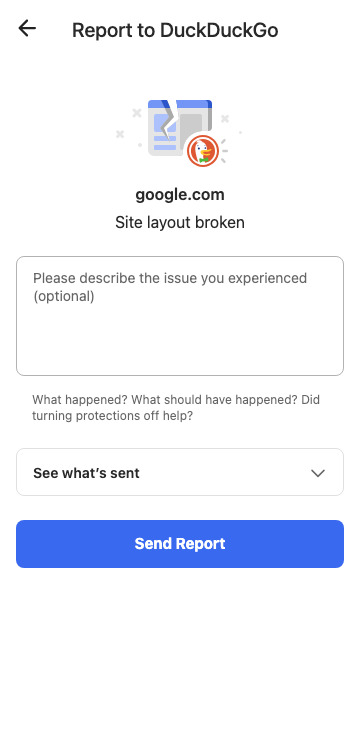 Report to DuckDuckGo
google.com
Site layout broken
Please describe the issue you experienced
(optional)
What happened? What should have happened? Did
turning protections off help?
See what’s sent
Send Report